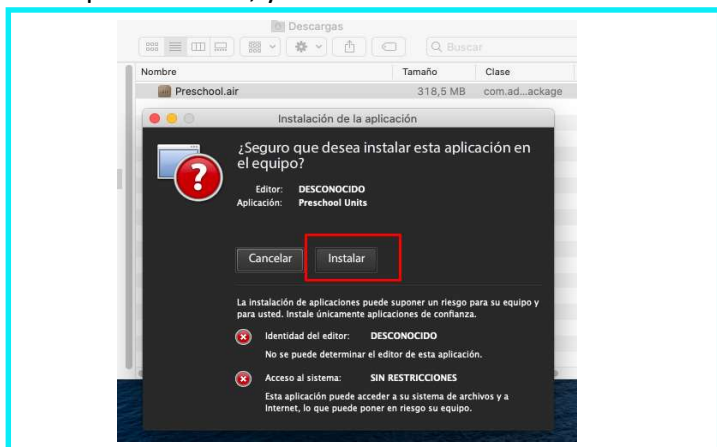 Descargas
Buscar
Nombre
Tamaño
Clase
Preschool.air
318,5 MB
com.ad...ackage
Instalación de la aplicación
¿Seguro que desea instalar esta aplicación en
el equipo?
Editor: DESCONOCIDO
Aplicación: Preschool Units
Cancelar
Instalar
La instalación de aplicaciones puede suponer un riesgo para su equipo y
para usted. Instale únicamente aplicaciones de confianza.
Identidad del editor: DESCONOCIDO
No se puede determinar el editor de esta aplicación.
Acceso al sistema: SIN RESTRICCIONES
Esta aplicación puede acceder a su sistema de archivos y a
Internet, lo que puede poner en riesgo su equipo.